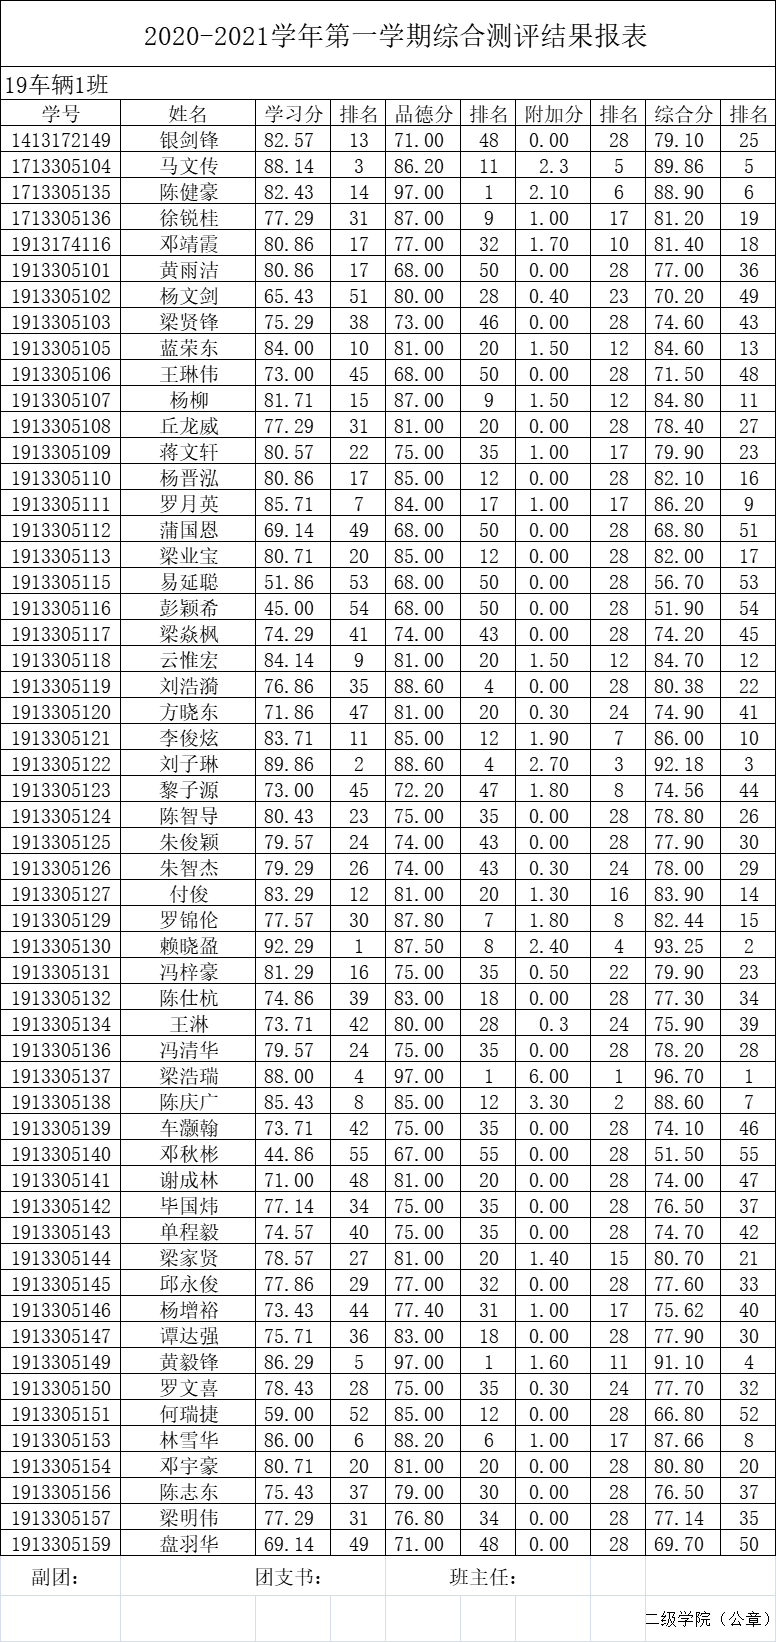 2020-2021学年第一学期综合测评结果报表
19车辆1班
学号 姓名 学习分 排名 品德分 排名 附加分 排名 综合分 排名
1413172149 银剑锋 82.57 13 71.00 48 0.00 28 79.10 25
1713305104 马文传 88.14 3 86.20 11 2.3 5 89.86 5
1713305135 陈健豪 82.43 14 97.00 1 2.10 6 88.90 6
1713305136 徐锐桂 77.29 31 87.00 9 1.00 17 81.20 19
1913174116 邓靖霞 80.86 17 77.00 32 1.70 10 81.40 18
1913305101 黄雨洁 80.86 17 68.00 50 0.00 28 77.00 36
1913305102 杨文剑 65.43 51 80.00 28 0.40 23 70.20 49
1913305103 梁贤锋 75.29 38 73.00 46 0.00 28 74.60 43
1913305105 蓝荣东 84.00 10 81.00 20 1.50 12 84.60 13
1913305106 王琳伟 73.00 45 68.00 50 0.00 28 71.50 48
1913305107 杨柳 81.71 15 87.00 9 1.50 12 84.80 11
1913305108 丘龙威 77.29 31 81.00 20 0.00 28 78.40 27
1913305109 蒋文轩 80.57 22 75.00 35 1.00 17 79.90 23
1913305110 杨晋泓 80.86 17 85.00 12 0.00 28 82.10 16
1913305111 罗月英 85.71 7 84.00 17 1.00 17 86.20 9
1913305112 蒲国恩 69.14 49 68.00 50 0.00 28 68.80 51
1913305113 梁业宝 80.71 20 85.00 12 0.00 28 82.00 17
1913305115 易延聪 51.86 53 68.00 50 0.00 28 56.70 53
1913305116 彭颖希 45.00 54 68.00 50 0.00 28 51.90 54
1913305117 梁焱枫 74.29 41 74.00 43 0.00 28 74.20 45
1913305118 云惟宏 84.14 9 81.00 20 1.50 12 84.70 12
1913305119 刘浩漪 76.86 35 88.60 4 0.00 28 80.38 22
1913305120 方晓东 71.86 47 81.00 20 0.30 24 74.90 41
1913305121 李俊炫 83.71 11 85.00 12 1.90 7 86.00 10
1913305122 刘子琳 89.86 2 88.60 4 2.70 3 92.18 3
1913305123 黎子源 73.00 45 72.20 47 1.80 8 74.56 44
1913305124 陈智导 80.43 23 75.00 35 0.00 28 78.80 26
1913305125 朱俊颖 79.57 24 74.00 43 0.00 28 77.90 30
1913305126 朱智杰 79.29 26 74.00 43 0.30 24 78.00 29
1913305127 付俊 83.29 12 81.00 20 1.30 16 83.90 14
1913305129 罗锦伦 77.57 30 87.80 7 1.80 8 82.44 15
1913305130 赖晓盈 92.29 1 87.50 8 2.40 4 93.25 2
1913305131 冯梓豪 81.29 16 75.00 35 0.50 22 79.90 23
1913305132 陈仕杭 74.86 39 83.00 18 0.00 28 77.30 34
1913305134 王淋 73.71 42 80.00 28 0.3 24 75.90 39
1913305136 冯清华 79.57 24 75.00 35 0.00 28 78.20 28
1913305137 梁浩瑞 88.00 4 97.00 1 6.00 1 96.70 1
1913305138 陈庆广 85.43 8 85.00 12 3.30 2 88.60 7
1913305139 车灏翰 73.71 42 75.00 35 0.00 28 74.10 46
1913305140 邓秋彬 44.86 55 67.00 55 0.00 28 51.50 55
1913305141 谢成林 71.00 48 81.00 20 0.00 28 74.00 47
1913305142 毕国炜 77.14 34 75.00 35 0.00 28 76.50 37
1913305143 单程毅 74.57 40 75.00 35 0.00 28 74.70 42
1913305144 梁家贤 78.57 27 81.00 20 1.40 15 80.70 21
1913305145 邱永俊 77.86 29 77.00 32 0.00 28 77.60 33
1913305146 杨增裕 73.43 44 77.40 31 1.00 17 75.62 40
1913305147 谭达强 75.71 36 83.00 18 0.00 28 77.90 30
1913305149 黄毅锋 86.29 5 97.00 1 1.60 11 91.10 4
1913305150 罗文喜 78.43 28 75.00 35 0.30 24 77.70 32
1913305151 何瑞捷 59.00 52 85.00 12 0.00 28 66.80 52
1913305153 林雪华 86.00 6 88.20 6 1.00 17 87.66 8
1913305154 邓宇豪 80.71 20 81.00 20 0.00 28 80.80 20
1913305156 陈志东 75.43 37 79.00 30 0.00 28 76.50 37
1913305157 梁明伟 77.29 31 76.80 34 0.00 28 77.14 35
1913305159 盘羽华 69.14 49 71.00 48 0.00 28 69.70 50
副团： 团支书： 班主任：
二级学院（公章）